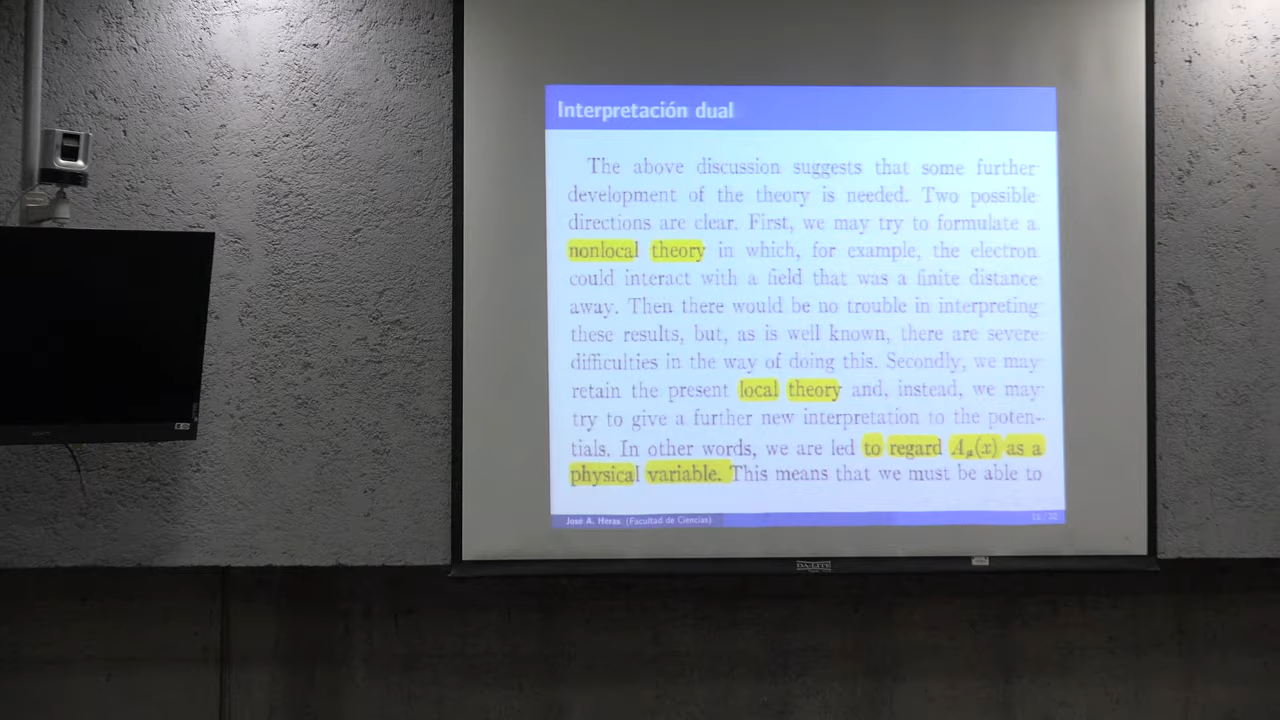 Interpretación dual
The above discussion suggests that some further
development of the theory is needed. Two possible
directions are clear. First, we may try to formulate a
nonlocal theory in which, for example, the electron
could interact with a field that was a finite distance
away. Then there would be no trouble in interpreting
these results, but, as is well known, there are severe
difficulties in the way of doing this. Secondly, we may
retain the present local theory and, instead, we may
try to give a further new interpretation to the poten-
tials. In other words, we are led to regard Aμ(x) as a
physical variable. This means that we must be able to
José A. Heras (Facultad de Ciencias)
DA-LITE